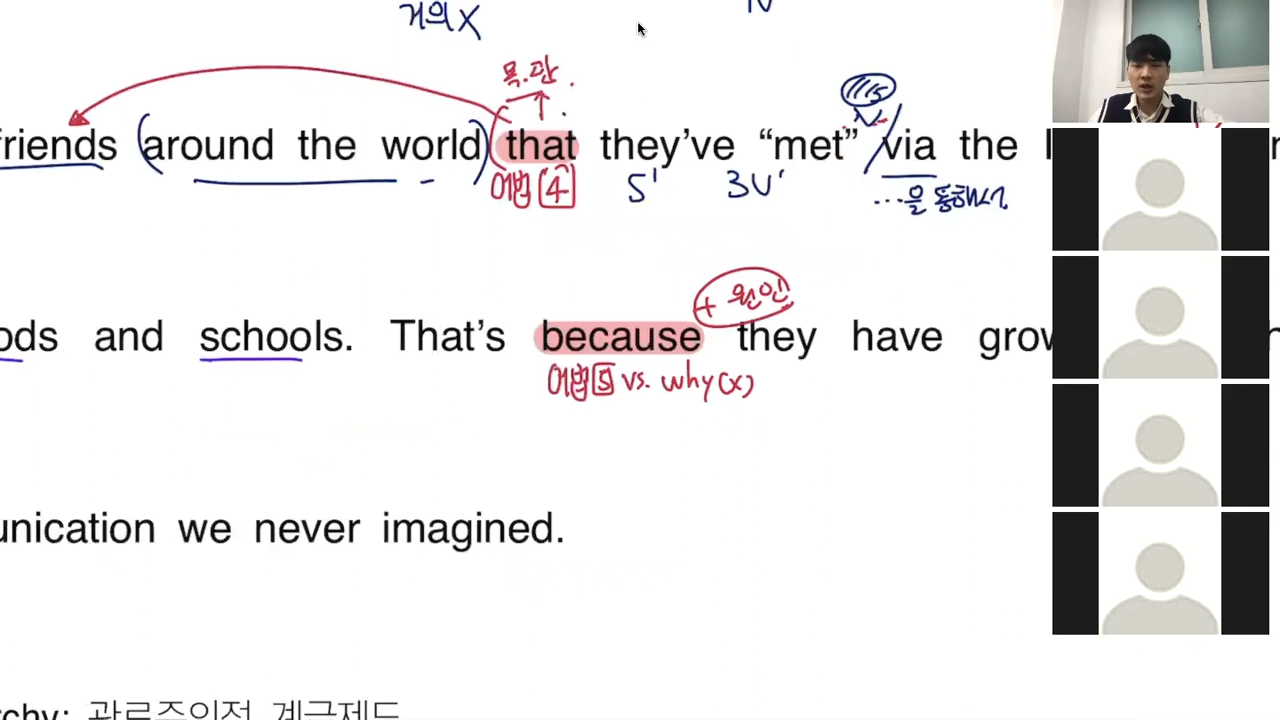 거의X
목.관.
friends (around the world) that they've “met” / via the
어법 4 S' 3V' ...을 통해서.
+ 원인
ods and schools. That's because they have grow
어법 5 vs. why(x)
unication we never imagined.
rchy: 관료주의적 계급제도